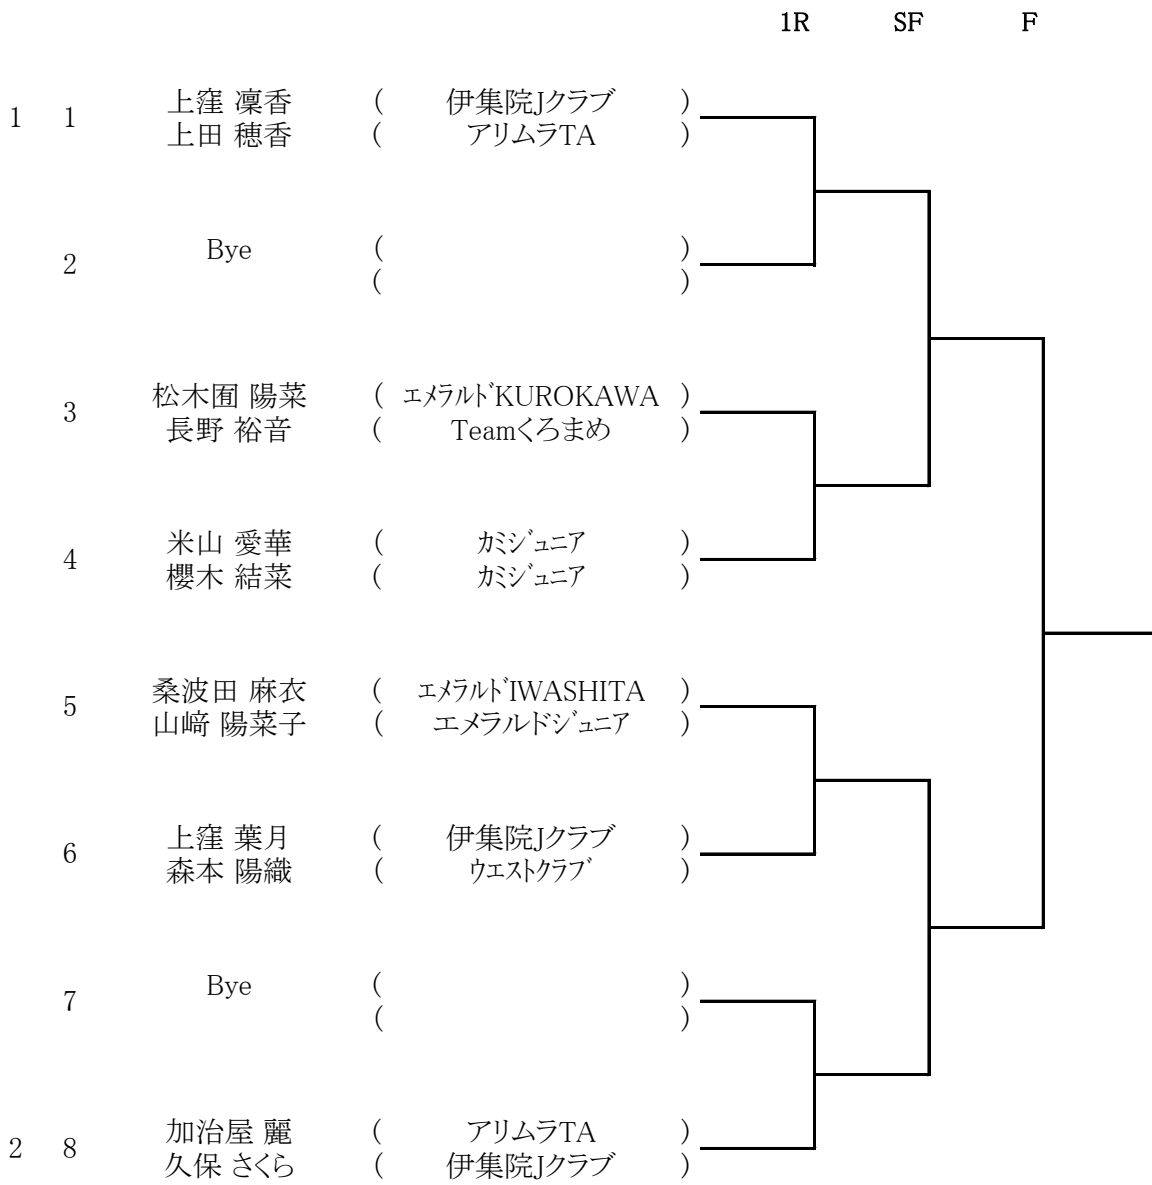 1R SF F
1 1 上窪 凜香 ( 伊集院Jクラブ )
上田 穂香 ( アリムラTA )
2 Bye ( )
( )
3 松木囿 陽菜 ( エメラルドKUROKAWA )
長野 裕音 ( Teamくろまめ )
4 米山 愛華 ( カミジュニア )
櫻木 結菜 ( カミジュニア )
5 桑波田 麻衣 ( エメラルドIWASHITA )
山﨑 陽菜子 ( エメラルドジュニア )
6 上窪 葉月 ( 伊集院Jクラブ )
森本 陽織 ( ウエストクラブ )
7 Bye ( )
( )
2 8 加治屋 麗 ( アリムラTA )
久保 さくら ( 伊集院Jクラブ )